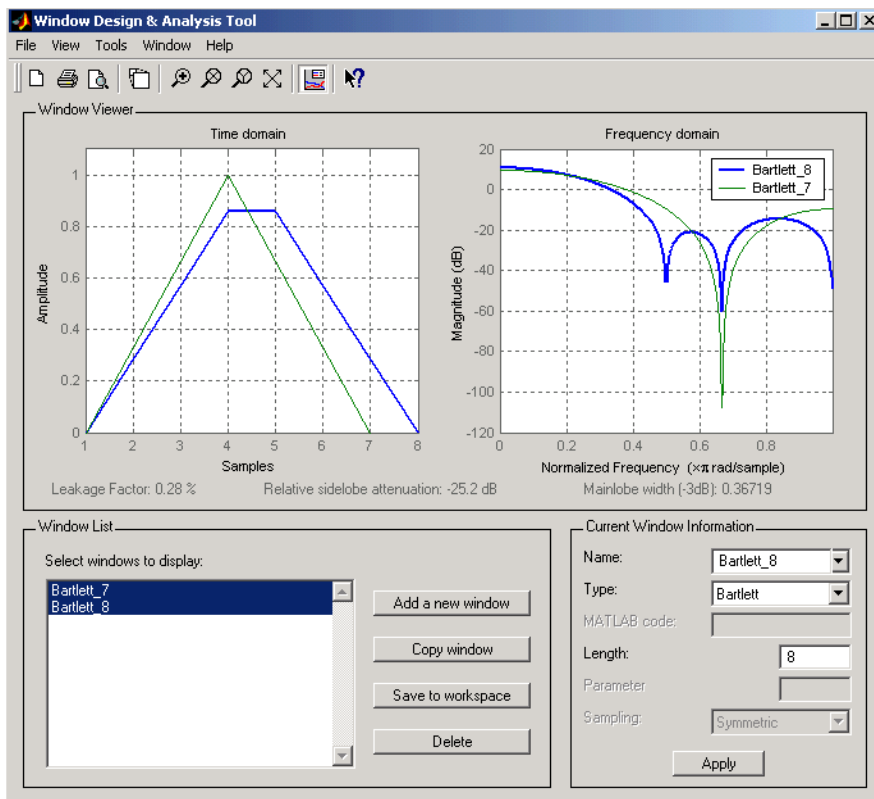 Window Design & Analysis Tool
File View Tools Window Help
Window Viewer
Time domain
Frequency domain
1
0.8
0.6
0.4
0.2
0
Amplitude
1 2 3 4 5 6 7 8
Samples
20
0
-20
-40
-60
-80
-100
-120
Magnitude (dB)
Bartlett_8
Bartlett_7
0 0.2 0.4 0.6 0.8
Normalized Frequency (×π rad/sample)
Leakage Factor: 0.28 % Relative sidelobe attenuation: -25.2 dB Mainlobe width (-3dB): 0.36719
Window List
Select windows to display:
Bartlett_7
Bartlett_8
Add a new window
Copy window
Save to workspace
Delete
Current Window Information
Name: Bartlett_8
Type: Bartlett
MATLAB code:
Length: 8
Parameter
Sampling: Symmetric
Apply